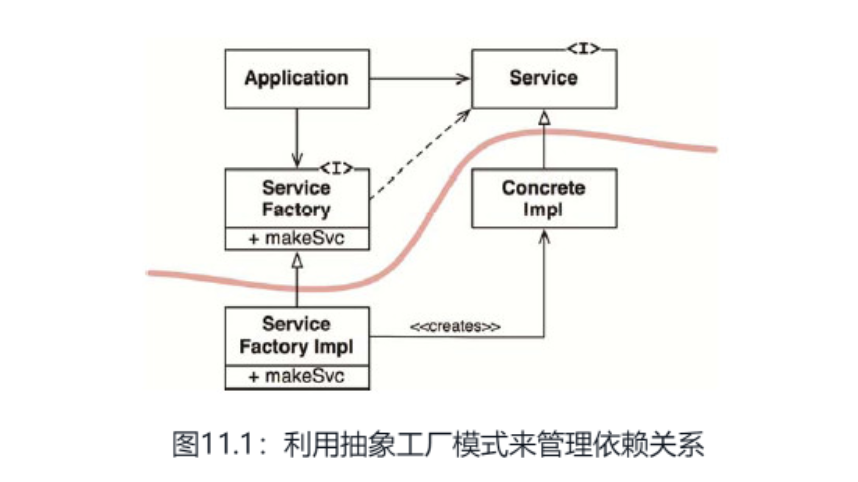 <I>
Application
Service
<I>
Service
Factory
+ makeSvc
Concrete
Impl
Service
Factory Impl
+ makeSvc
<<creates>>
图11.1：利用抽象工厂模式来管理依赖关系